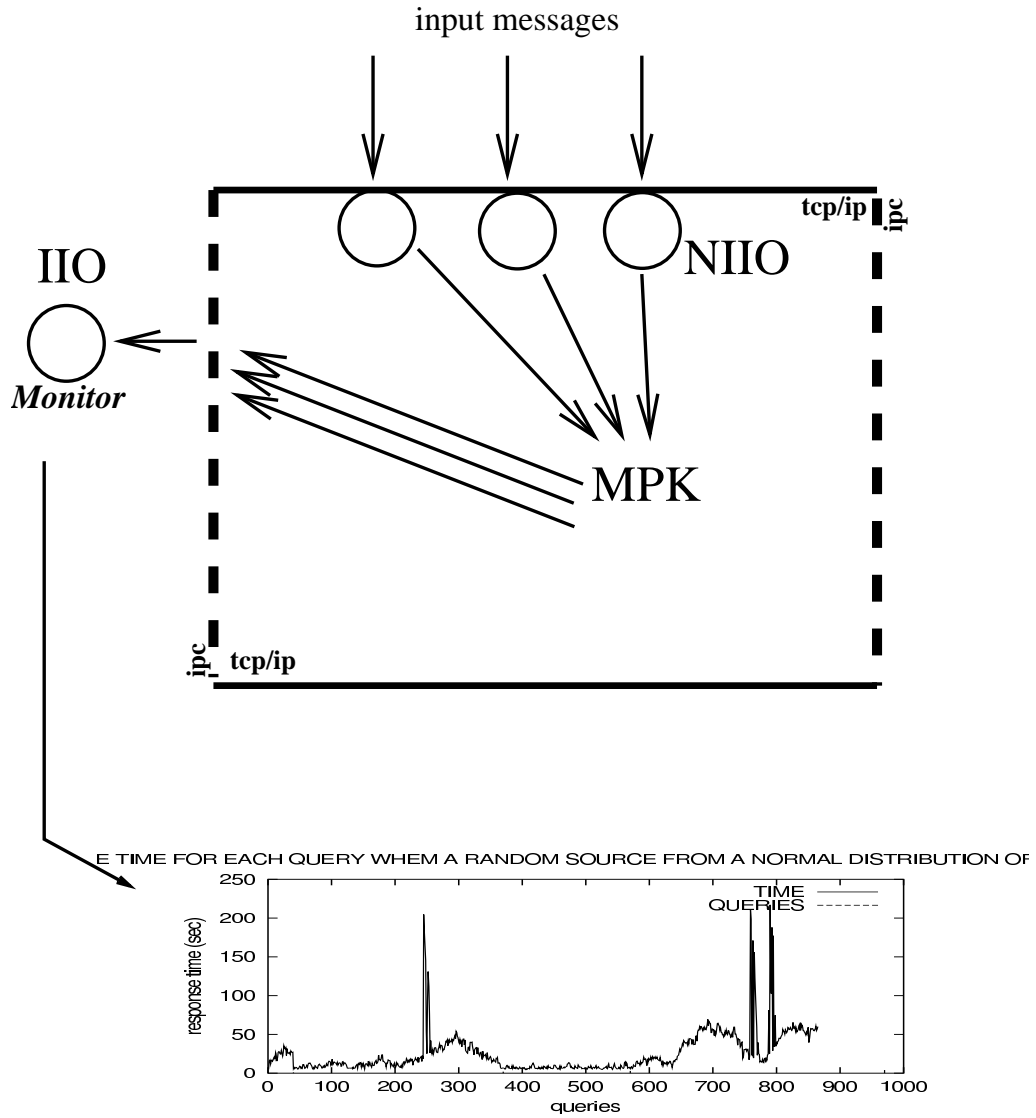 input messages
tcp/ip
ipc
NIIO
IIO
Monitor
MPK
ipc
tcp/ip
E TIME FOR EACH QUERY WHEM A RANDOM SOURCE FROM A NORMAL DISTRIBUTION OF
250
200
150
100
50
0
response time (sec)
TIME
QUERIES
0 100 200 300 400 500 600 700 800 900 1000
queries